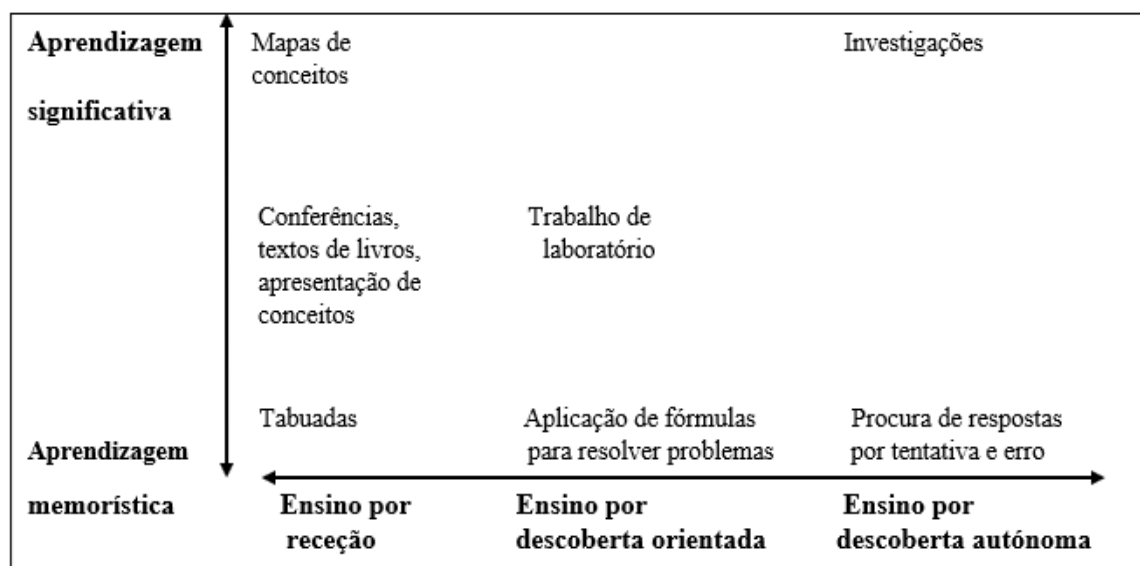 Aprendizagem
significativa
Mapas de
conceitos
Investigações
Conferências,
textos de livros,
apresentação de
conceitos
Trabalho de
laboratório
Aprendizagem
memorística
Tabuadas
Aplicação de fórmulas
para resolver problemas
Procura de respostas
por tentativa e erro
Ensino por
receção
Ensino por
descoberta orientada
Ensino por
descoberta autónoma